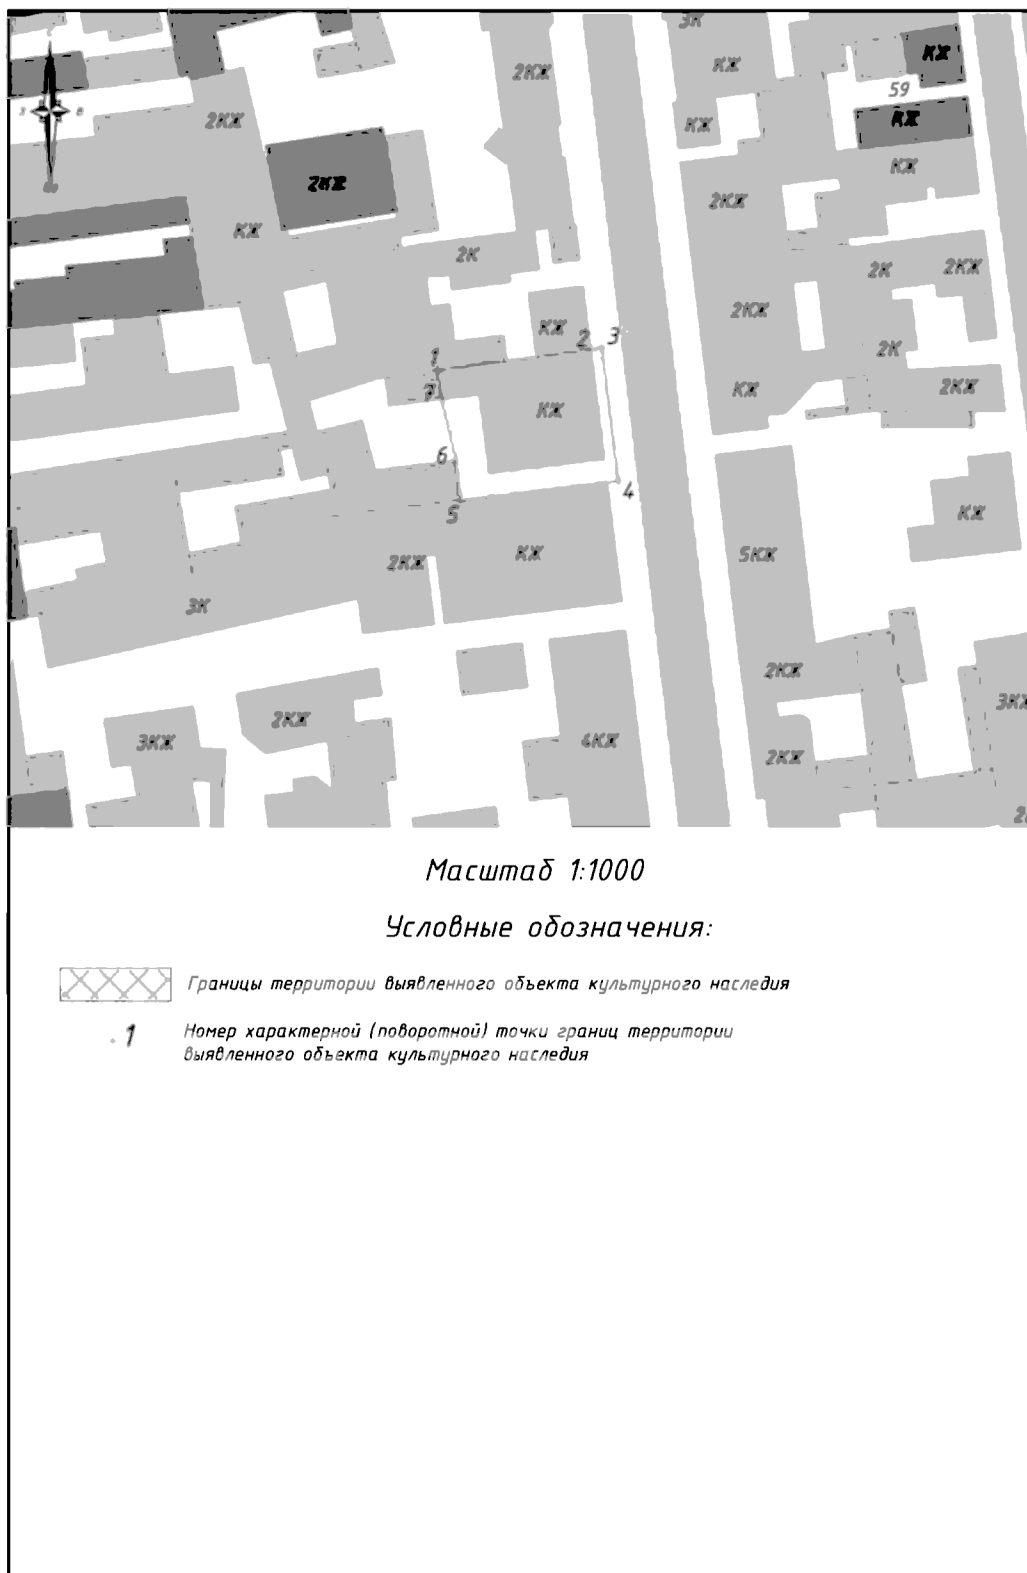 3К
КЖ
2КЖ
КЖ
59
2КЖ
КЖ
КЖ
2КЖ
КЖ
2КЖ
КЖ
2К
2К
2КЖ
КЖ
2
3
2КЖ
1
2К
7
КЖ
КЖ
2КЖ
6
4
5
КЖ
2КЖ
КЖ
5КЖ
3К
2КЖ
3КЖ
2КЖ
3КЖ
6КЖ
2КЖ
Масштаб 1:1000
Условные обозначения:
Границы территории выявленного объекта культурного наследия
1
Номер характерной (поворотной) точки границ территории
выявленного объекта культурного наследия